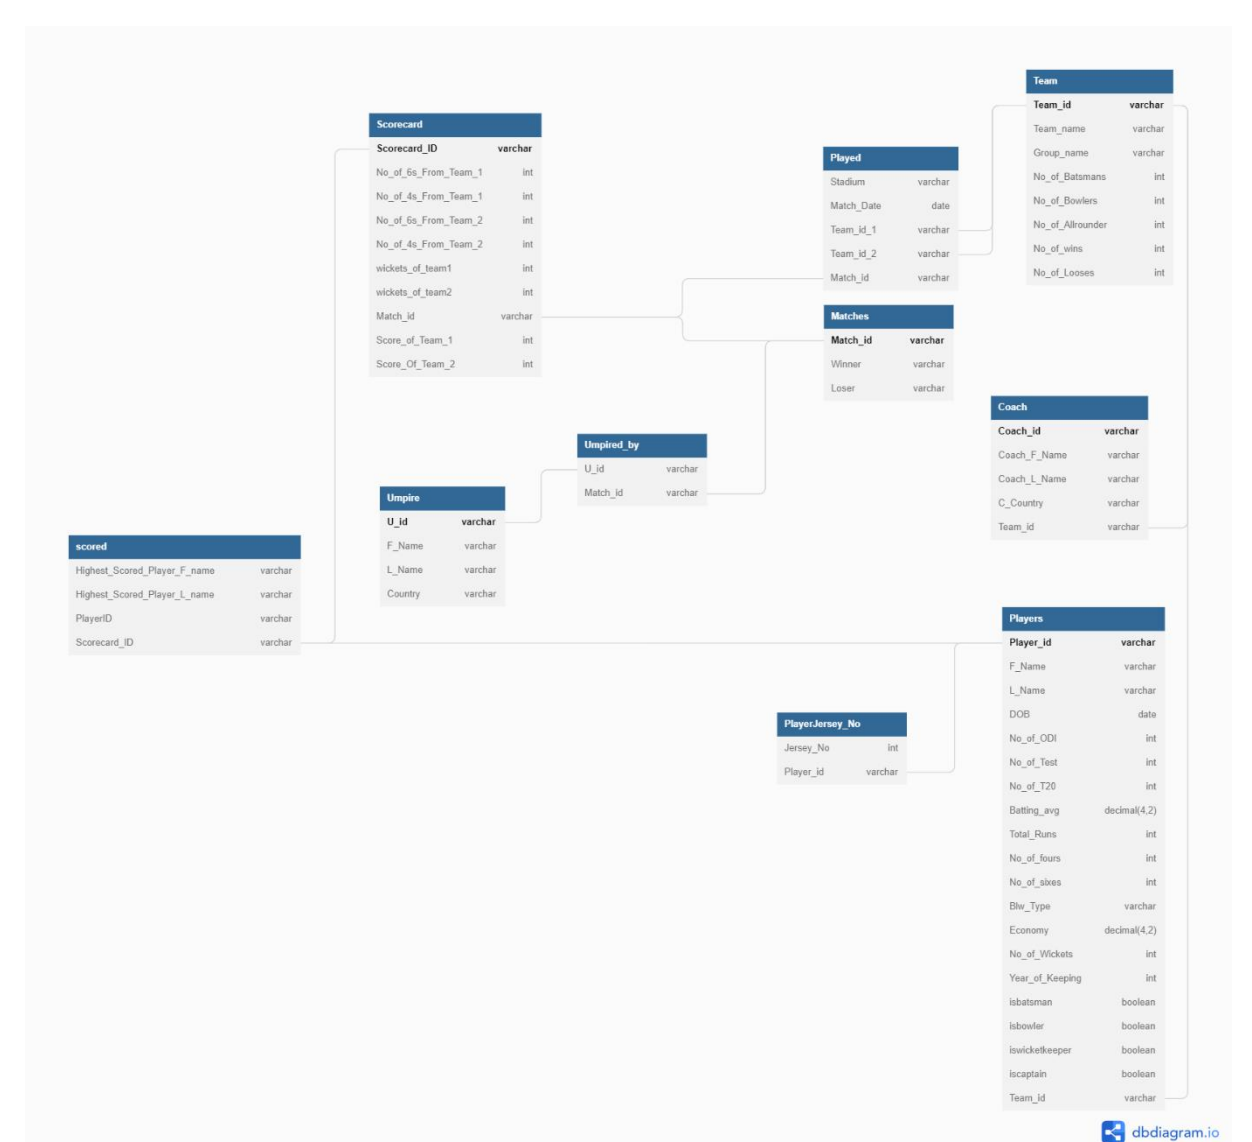 Team
Team_id varchar
Team_name varchar
Group_name varchar
No_of_Batsmans int
No_of_Bowlers int
No_of_Allrounder int
No_of_wins int
No_of_Looses int
Scorecard
Scorecard_ID varchar
No_of_6s_From_Team_1 int
No_of_4s_From_Team_1 int
No_of_6s_From_Team_2 int
No_of_4s_From_Team_2 int
wickets_of_team1 int
wickets_of_team2 int
Match_id varchar
Score_of_Team_1 int
Score_Of_Team_2 int
Played
Stadium varchar
Match_Date date
Team_id_1 varchar
Team_id_2 varchar
Match_id varchar
Matches
Match_id varchar
Winner varchar
Loser varchar
Coach
Coach_id varchar
Coach_F_Name varchar
Coach_L_Name varchar
C_Country varchar
Team_id varchar
Umpired_by
U_id varchar
Match_id varchar
Umpire
U_id varchar
F_Name varchar
L_Name varchar
Country varchar
scored
Highest_Scored_Player_F_name varchar
Highest_Scored_Player_L_name varchar
PlayerID varchar
Scorecard_ID varchar
Players
Player_id varchar
F_Name varchar
L_Name varchar
DOB date
No_of_ODI int
No_of_Test int
No_of_T20 int
Batting_avg decimal(4,2)
Total_Runs int
No_of_fours int
No_of_sixes int
Blw_Type varchar
Economy decimal(4,2)
No_of_Wickets int
Year_of_Keeping int
isbatsman boolean
isbowler boolean
iswicketkeeper boolean
iscaptain boolean
Team_id varchar
PlayerJersey_No
Jersey_No int
Player_id varchar
dbdiagram.io